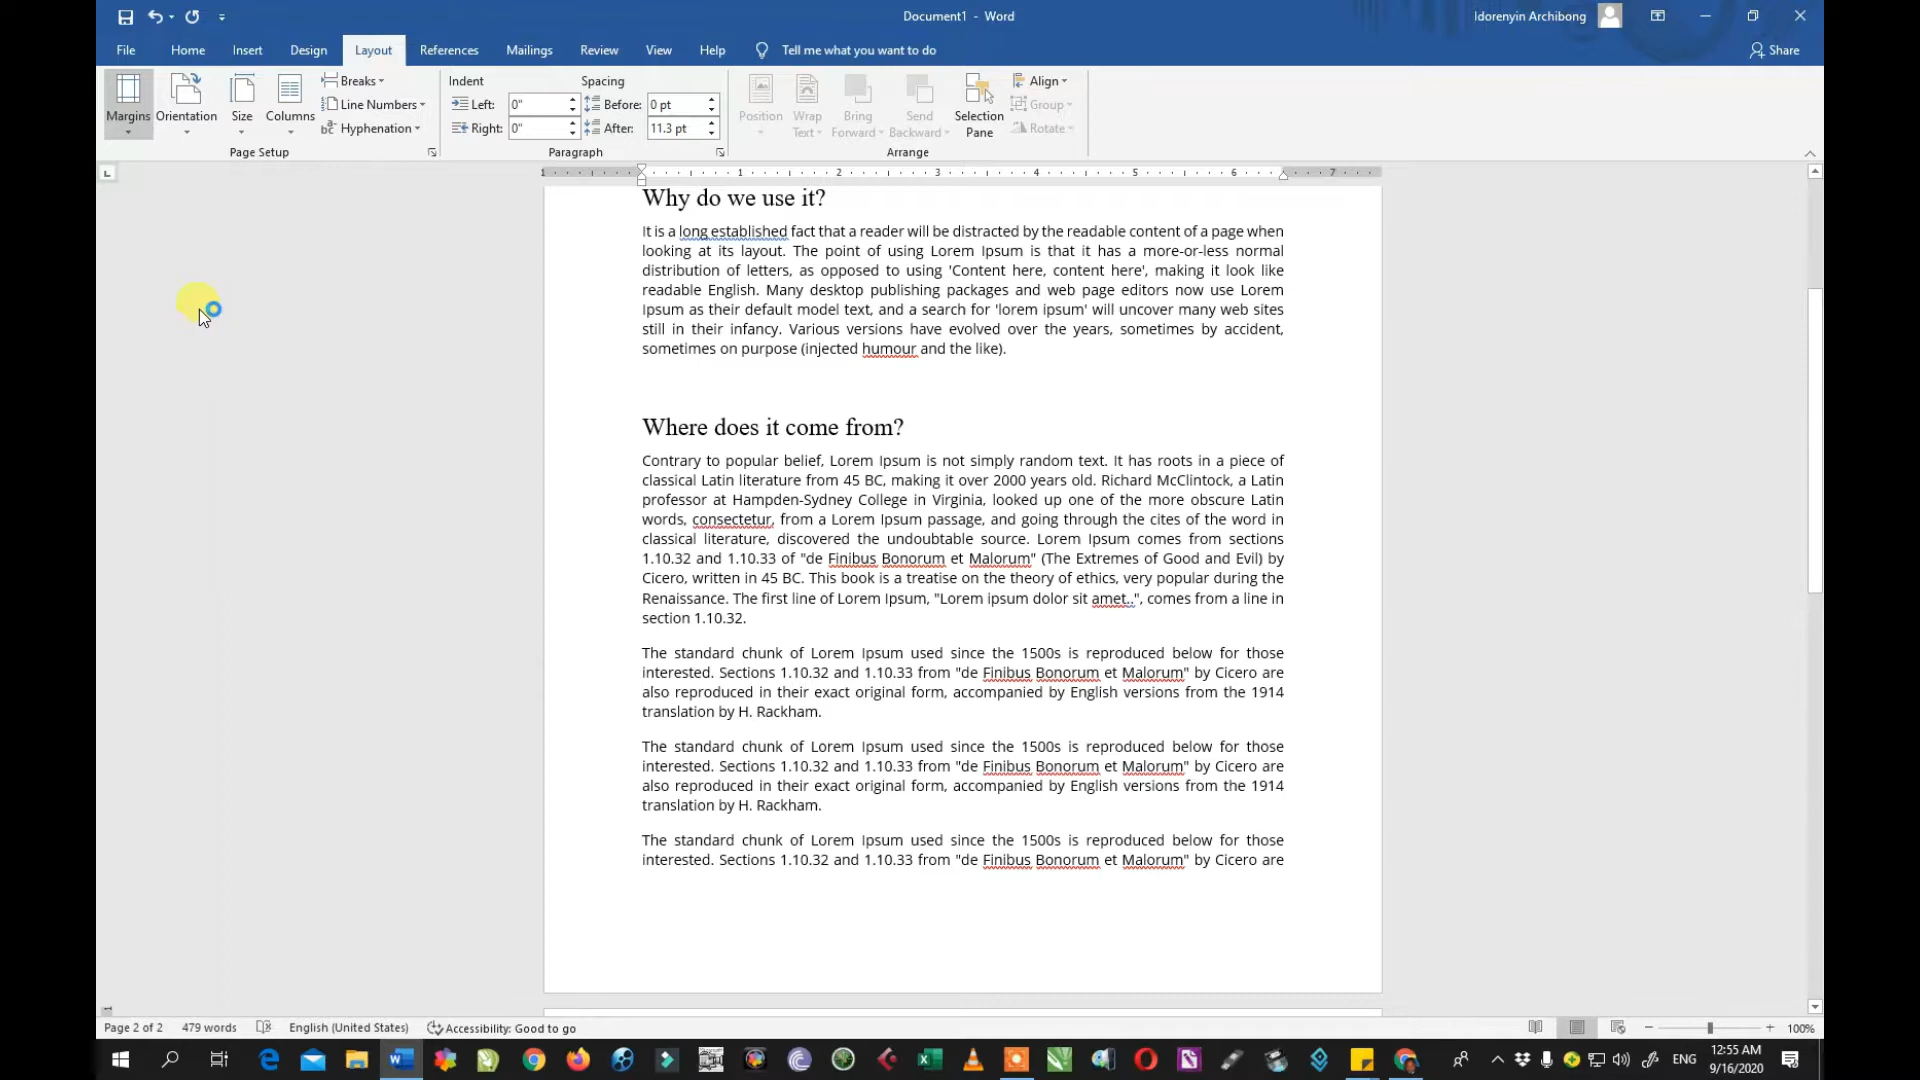 Document1 - Word
Idorenyin Archibong
File Home Insert Design Layout References Mailings Review View Help Tell me what you want to do
Share
Margins Orientation Size Columns
Breaks
Line Numbers
Hyphenation
Page Setup
Indent
Left: 0"
Right: 0"
Spacing
Before: 0 pt
After: 11.3 pt
Paragraph
Position
Wrap
Text
Bring
Forward
Send
Backward
Selection
Pane
Align
Group
Rotate
Arrange
1 1 2 3 4 5 6 7
Why do we use it?
It is a long established fact that a reader will be distracted by the readable content of a page when
looking at its layout. The point of using Lorem Ipsum is that it has a more-or-less normal
distribution of letters, as opposed to using 'Content here, content here', making it look like
readable English. Many desktop publishing packages and web page editors now use Lorem
Ipsum as their default model text, and a search for 'lorem ipsum' will uncover many web sites
still in their infancy. Various versions have evolved over the years, sometimes by accident,
sometimes on purpose (injected humour and the like).
Where does it come from?
Contrary to popular belief, Lorem Ipsum is not simply random text. It has roots in a piece of
classical Latin literature from 45 BC, making it over 2000 years old. Richard McClintock, a Latin
professor at Hampden-Sydney College in Virginia, looked up one of the more obscure Latin
words, consectetur, from a Lorem Ipsum passage, and going through the cites of the word in
classical literature, discovered the undoubtable source. Lorem Ipsum comes from sections
1.10.32 and 1.10.33 of "de Finibus Bonorum et Malorum" (The Extremes of Good and Evil) by
Cicero, written in 45 BC. This book is a treatise on the theory of ethics, very popular during the
Renaissance. The first line of Lorem Ipsum, "Lorem ipsum dolor sit amet..", comes from a line in
section 1.10.32.
The standard chunk of Lorem Ipsum used since the 1500s is reproduced below for those
interested. Sections 1.10.32 and 1.10.33 from "de Finibus Bonorum et Malorum" by Cicero are
also reproduced in their exact original form, accompanied by English versions from the 1914
translation by H. Rackham.
The standard chunk of Lorem Ipsum used since the 1500s is reproduced below for those
interested. Sections 1.10.32 and 1.10.33 from "de Finibus Bonorum et Malorum" by Cicero are
also reproduced in their exact original form, accompanied by English versions from the 1914
translation by H. Rackham.
The standard chunk of Lorem Ipsum used since the 1500s is reproduced below for those
interested. Sections 1.10.32 and 1.10.33 from "de Finibus Bonorum et Malorum" by Cicero are
Page 2 of 2 479 words English (United States) Accessibility: Good to go
100%
ENG
12:55 AM
9/16/2020